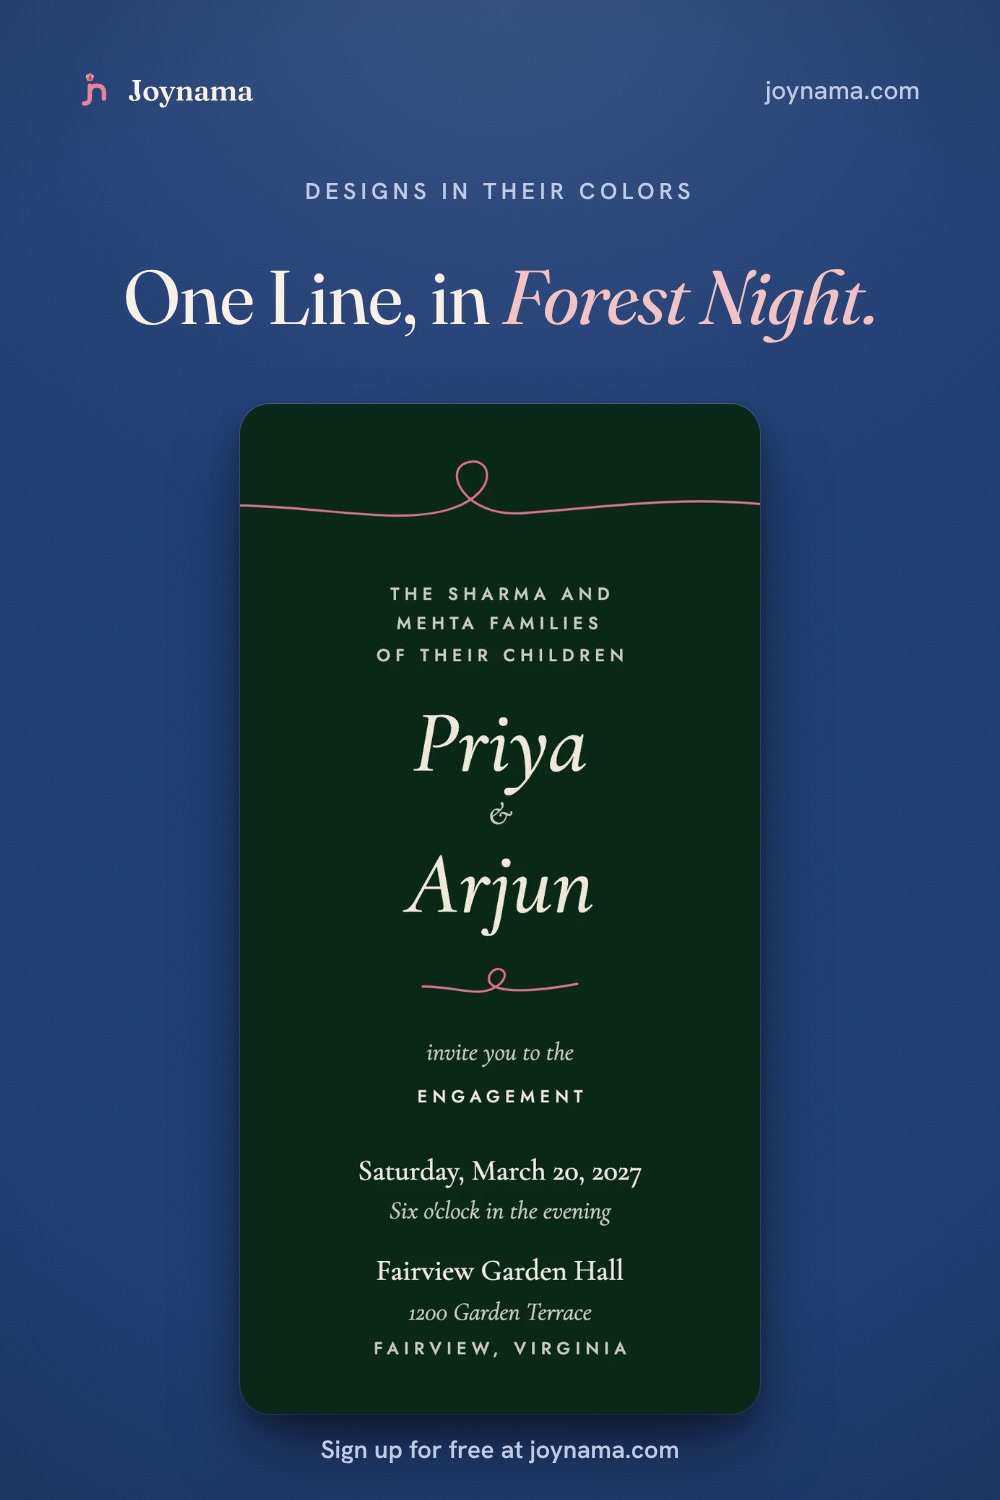 Joynama
joynama.com
DESIGNS IN THEIR COLORS
One Line, in Forest Night.
THE SHARMA AND
MEHTA FAMILIES
OF THEIR CHILDREN
Priya
&
Arjun
invite you to the
ENGAGEMENT
Saturday, March 20, 2027
Six o'clock in the evening
Fairview Garden Hall
1200 Garden Terrace
FAIRVIEW, VIRGINIA
Sign up for free at joynama.com